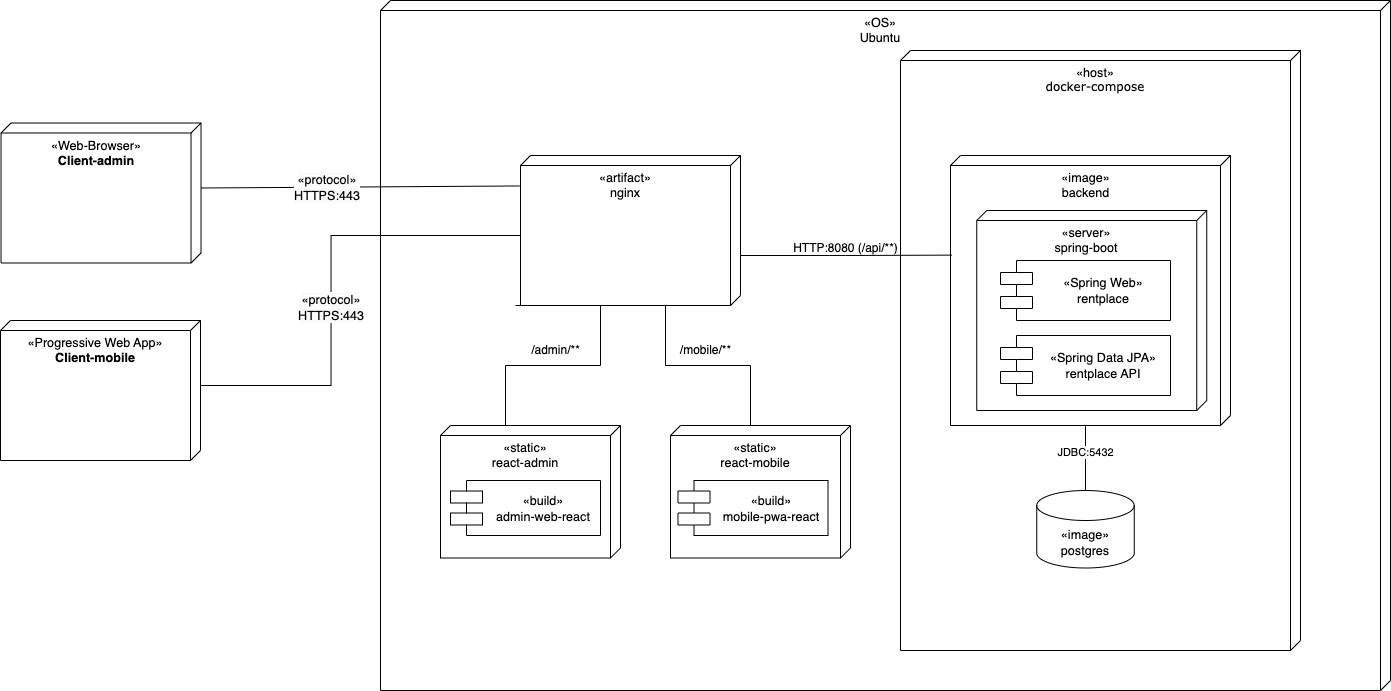 «OS»
Ubuntu
«host»
docker-compose
«Web-Browser»
Client-admin
«protocol»
HTTPS:443
«artifact»
nginx
«image»
backend
«server»
spring-boot
HTTP:8080 (/api/**)
«Spring Web»
rentplace
«protocol»
HTTPS:443
«Progressive Web App»
Client-mobile
/admin/**
/mobile/**
«Spring Data JPA»
rentplace API
«static»
react-admin
«build»
admin-web-react
«static»
react-mobile
«build»
mobile-pwa-react
JDBC:5432
«image»
postgres